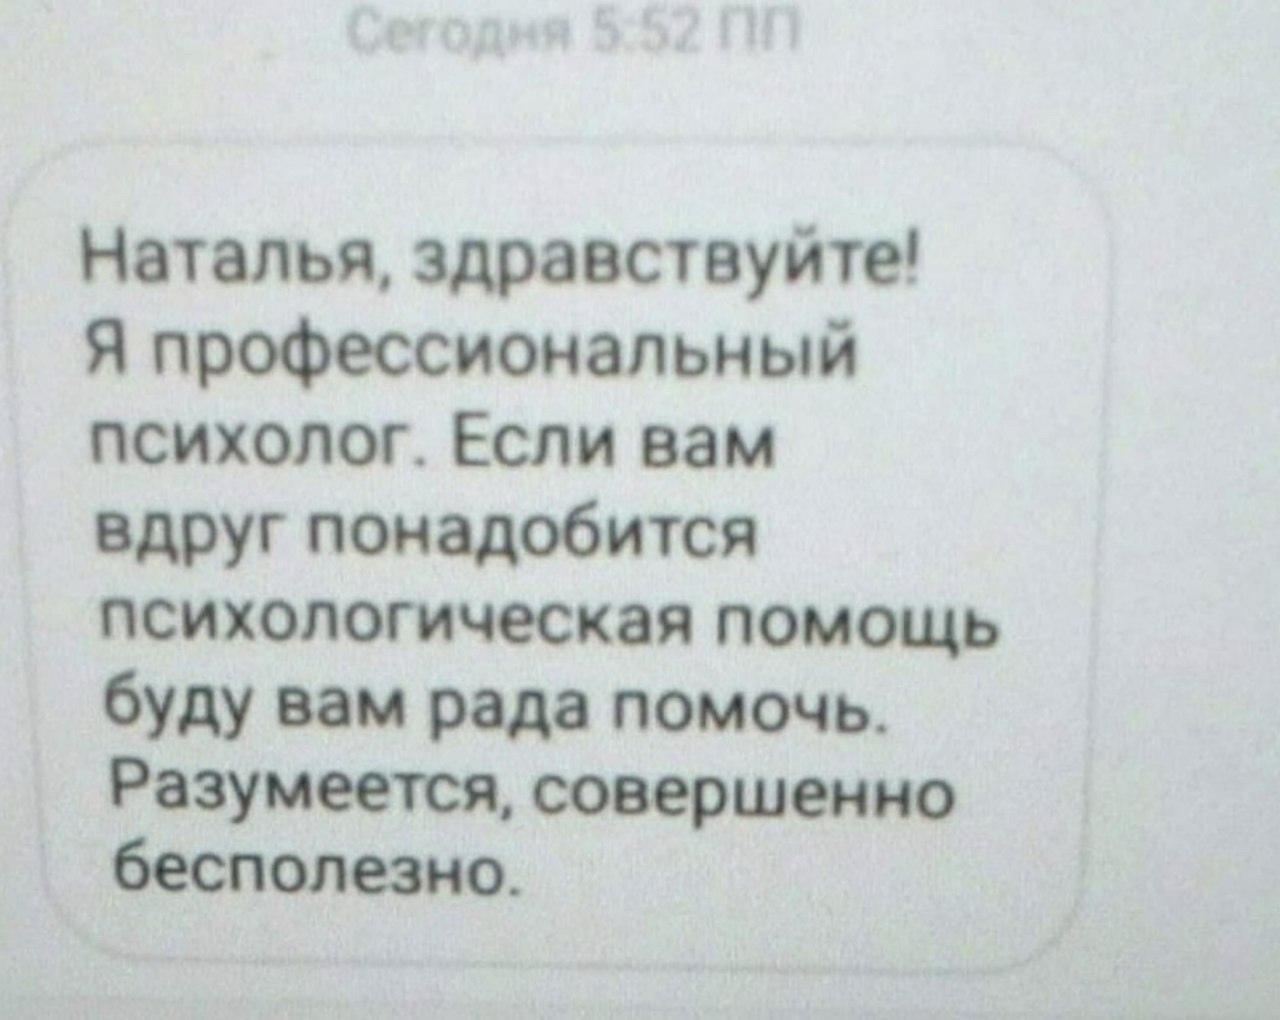 Сегодня 5:52 ПП
Наталья, здравствуйте!
Я профессиональный
психолог. Если вам
вдруг понадобится
психологическая помощь
буду вам рада помочь.
Разумеется, совершенно
бесполезно.